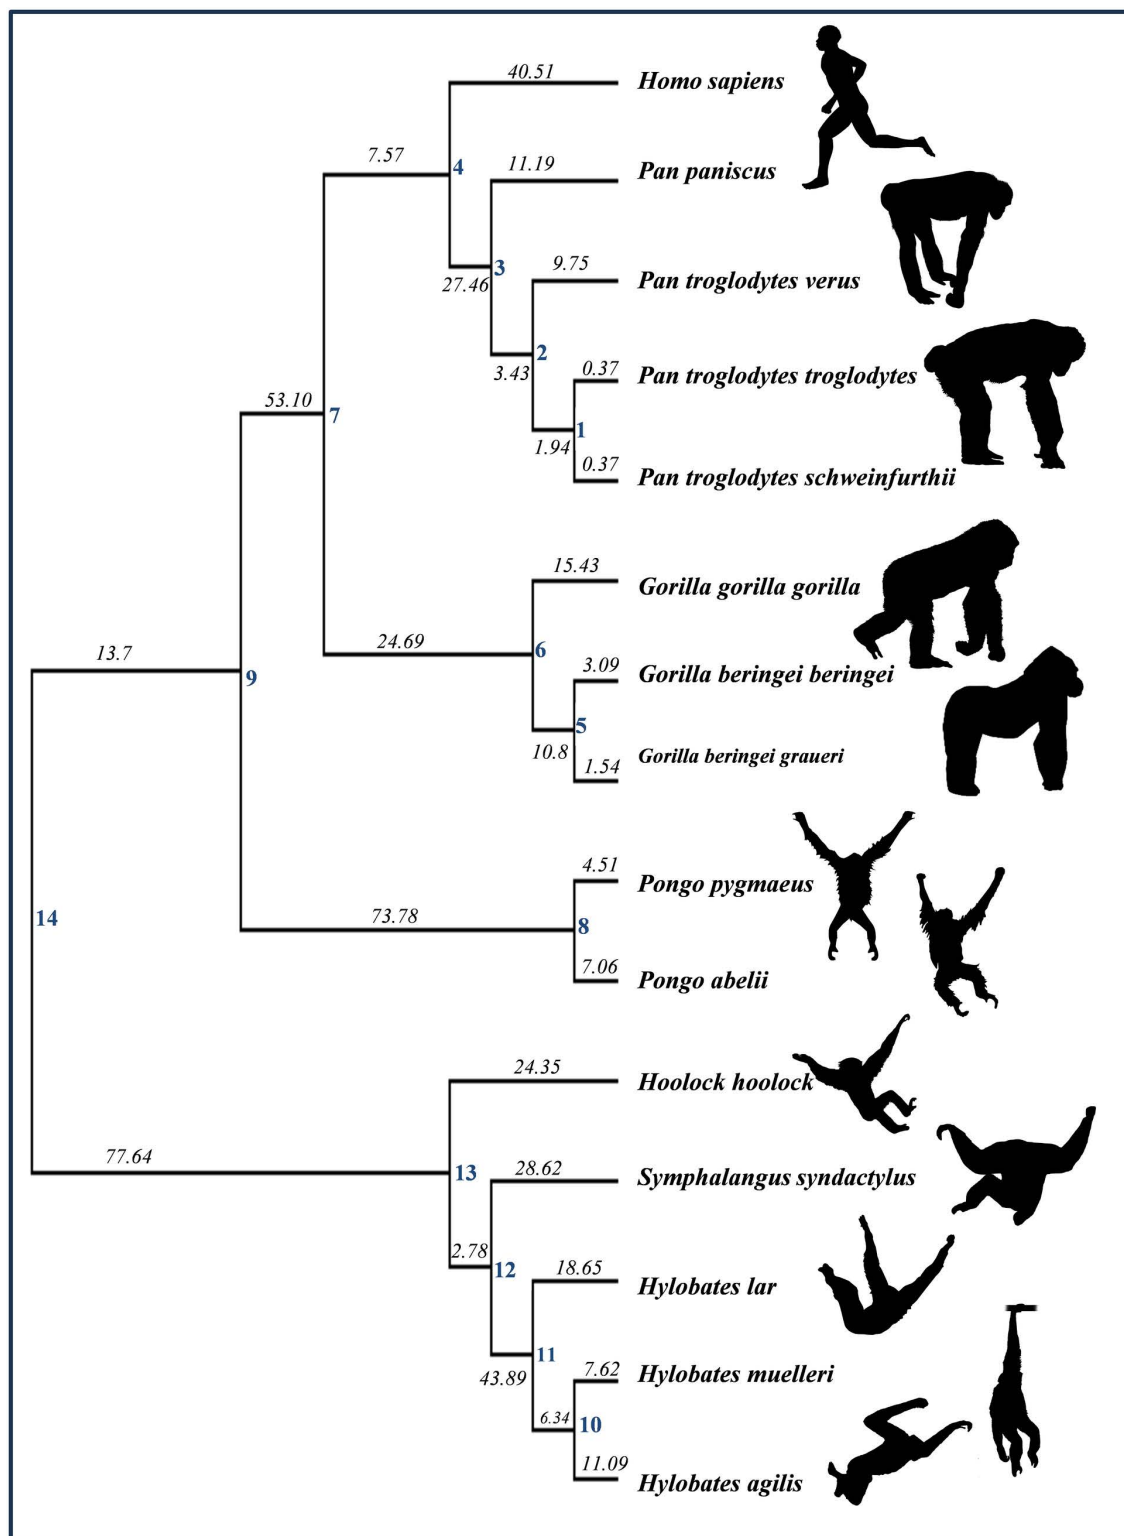 40.51
Homo sapiens
7.57
4
11.19
Pan paniscus
3
27.46
9.75
Pan troglodytes verus
2
3.43
0.37
Pan troglodytes troglodytes
53.10
7
1
1.94
0.37
Pan troglodytes schweinfurthii
15.43
Gorilla gorilla gorilla
24.69
6
13.7
9
3.09
Gorilla beringei beringei
5
10.8
1.54
Gorilla beringei graueri
4.51
Pongo pygmaeus
14
73.78
8
7.06
Pongo abelii
24.35
Hoolock hoolock
77.64
13
28.62
Symphalangus syndactylus
2.78
12
18.65
Hylobates lar
11
43.89
7.62
Hylobates muelleri
6.34
10
11.09
Hylobates agilis